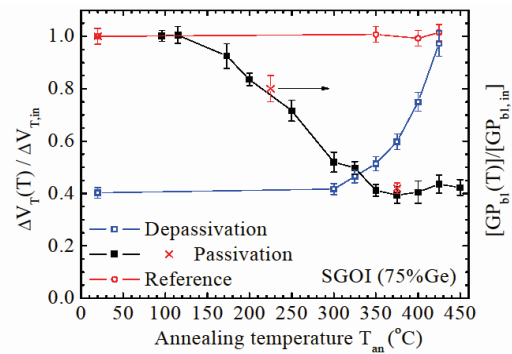 ΔV_T(T) / ΔV_T,in
1.0
0.8
0.6
0.4
0.2
0.0
[GP_b1(T)]/[GP_b1, in]
Depassivation
Passivation
Reference
SGOI (75%Ge)
0 50 100 150 200 250 300 350 400 450
Annealing temperature T_an (°C)